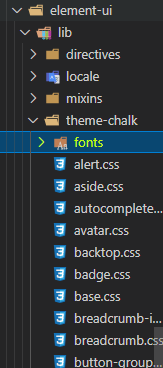 element-ui
lib
directives
locale
mixins
theme-chalk
fonts
alert.css
aside.css
autocomplete...
avatar.css
backtop.css
badge.css
base.css
breadcrumb-i...
breadcrumb.css
button-group...